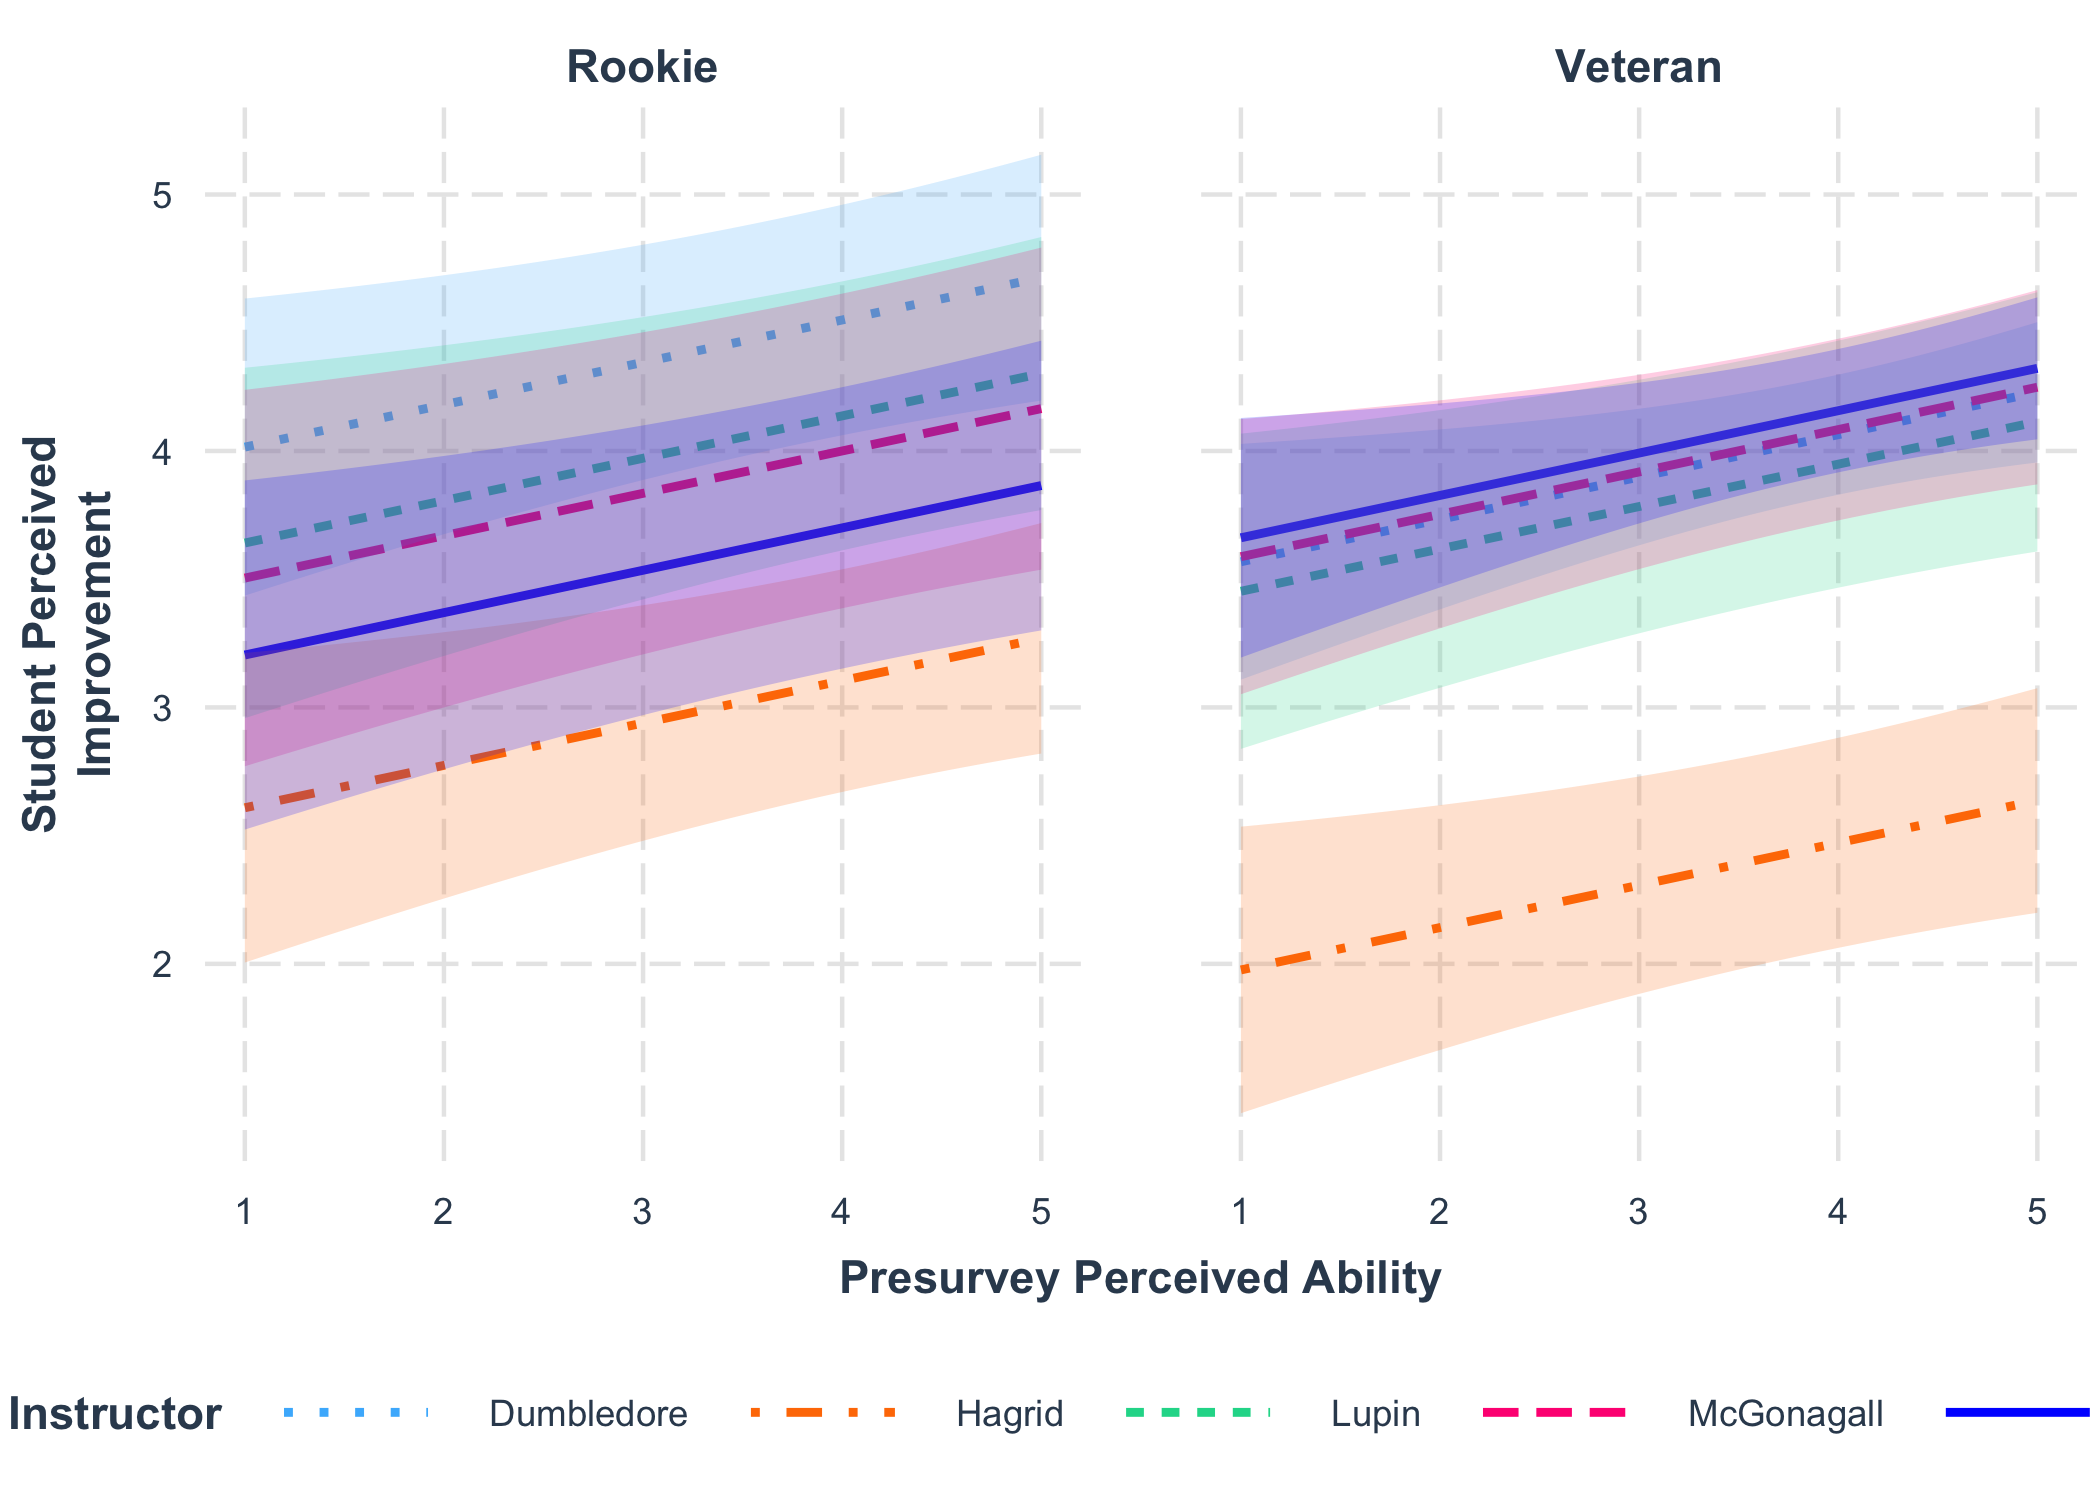 Rookie
Veteran
Student Perceived
Improvement
5
4
3
2
1 2 3 4 5
1 2 3 4 5
Presurvey Perceived Ability
Instructor Dumbledore Hagrid Lupin McGonagall